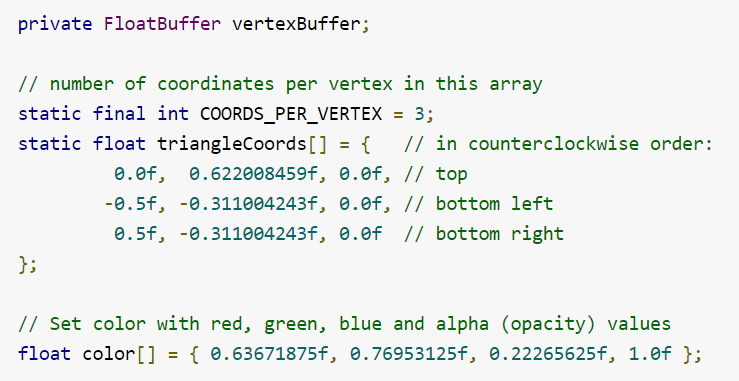 private FloatBuffer vertexBuffer;
// number of coordinates per vertex in this array
static final int COORDS_PER_VERTEX = 3;
static float triangleCoords[] = {   // in counterclockwise order:
         0.0f,  0.622008459f, 0.0f, // top
        -0.5f, -0.311004243f, 0.0f, // bottom left
         0.5f, -0.311004243f, 0.0f  // bottom right
};
// Set color with red, green, blue and alpha (opacity) values
float color[] = { 0.63671875f, 0.76953125f, 0.22265625f, 1.0f };